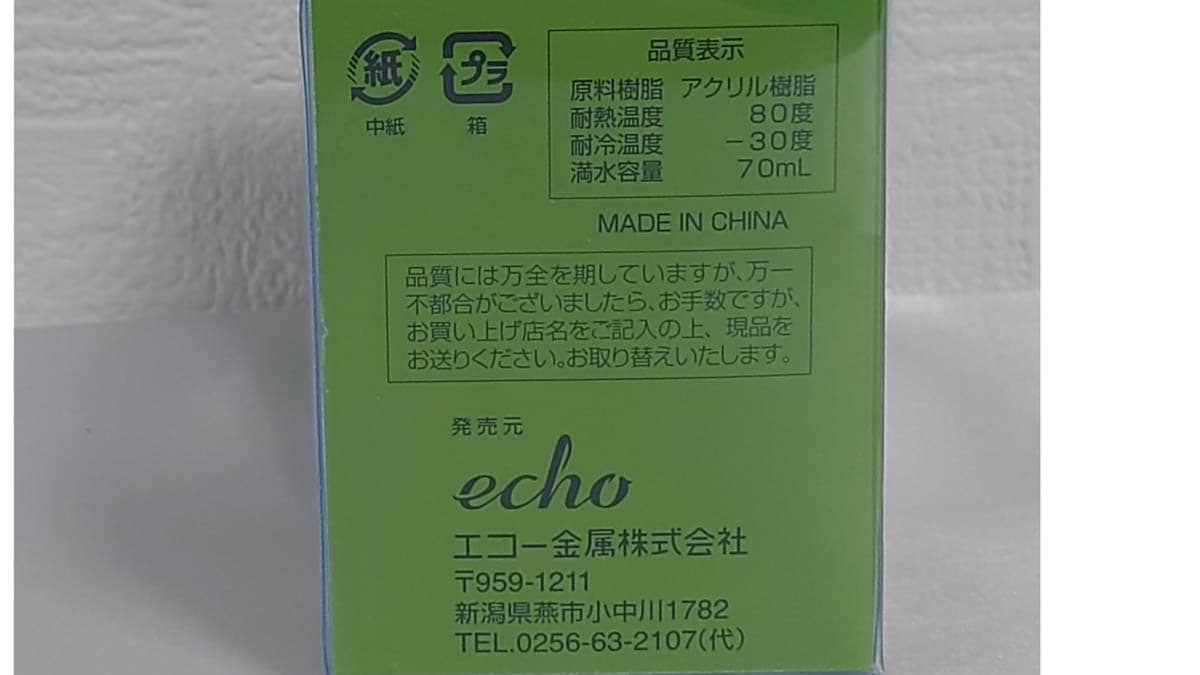 紙
プラ
中紙
箱
品質表示
原料樹脂 アクリル樹脂
耐熱温度 80度
耐冷温度 −30度
満水容量 70mL
MADE IN CHINA
品質には万全を期していますが、万一
不都合がございましたら、お手数ですが、
お買い上げ店名をご記入の上、現品を
お送りください。お取り替えいたします。
発売元
echo
エコー金属株式会社
〒959-1211
新潟県燕市小中川1782
TEL.0256-63-2107(代)